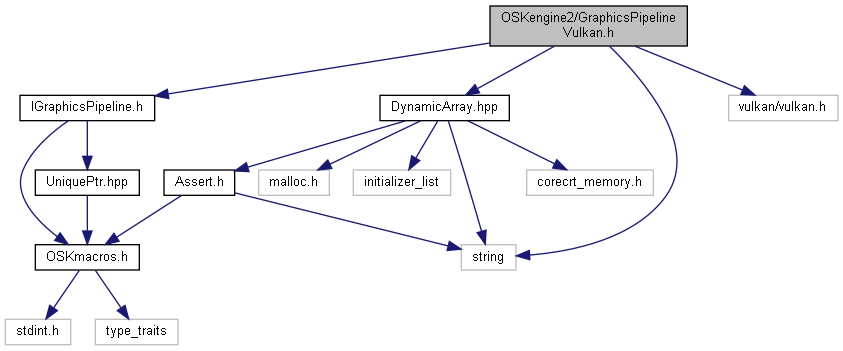 OSKengine2/GraphicsPipeline
Vulkan.h
IGraphicsPipeline.h
DynamicArray.hpp
vulkan/vulkan.h
UniquePtr.hpp
Assert.h
malloc.h
initializer_list
corecrt_memory.h
OSKmacros.h
string
stdint.h
type_traits